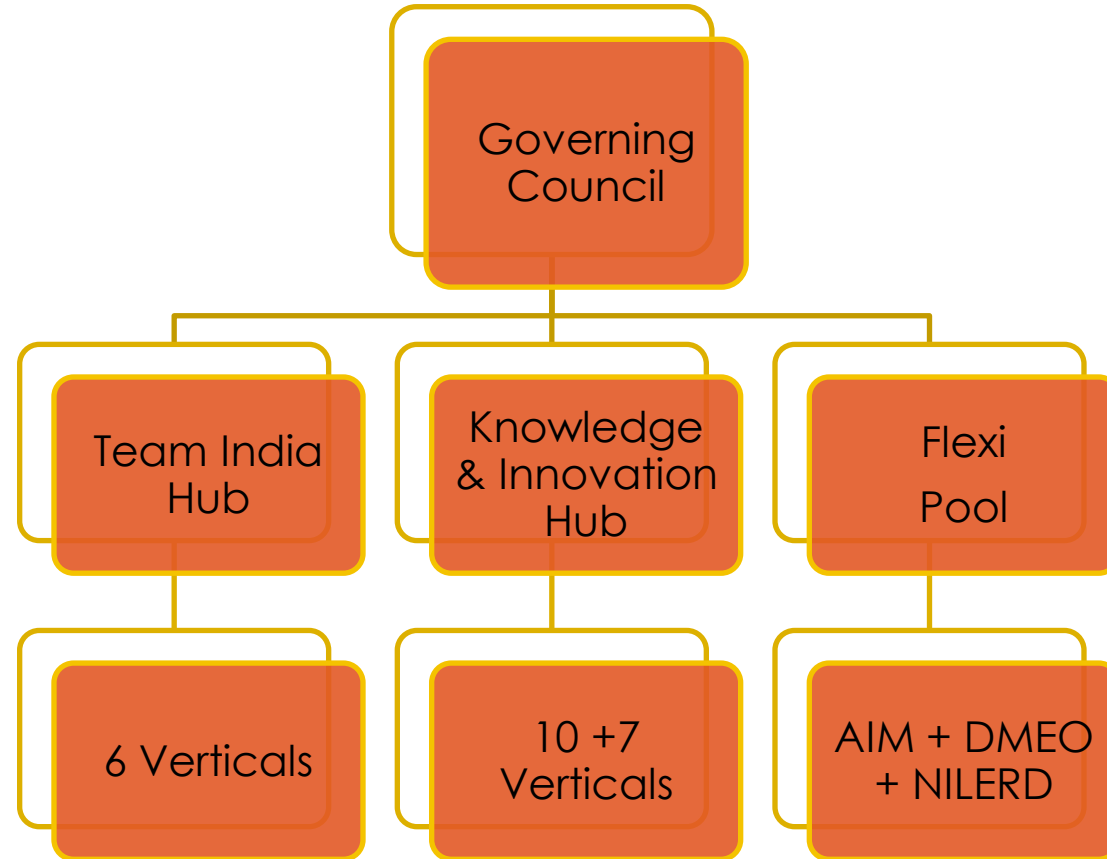 Governing
Council
Team India
Hub
Knowledge
& Innovation
Hub
Flexi
Pool
6 Verticals
10 +7
Verticals
AIM + DMEO
+ NILERD